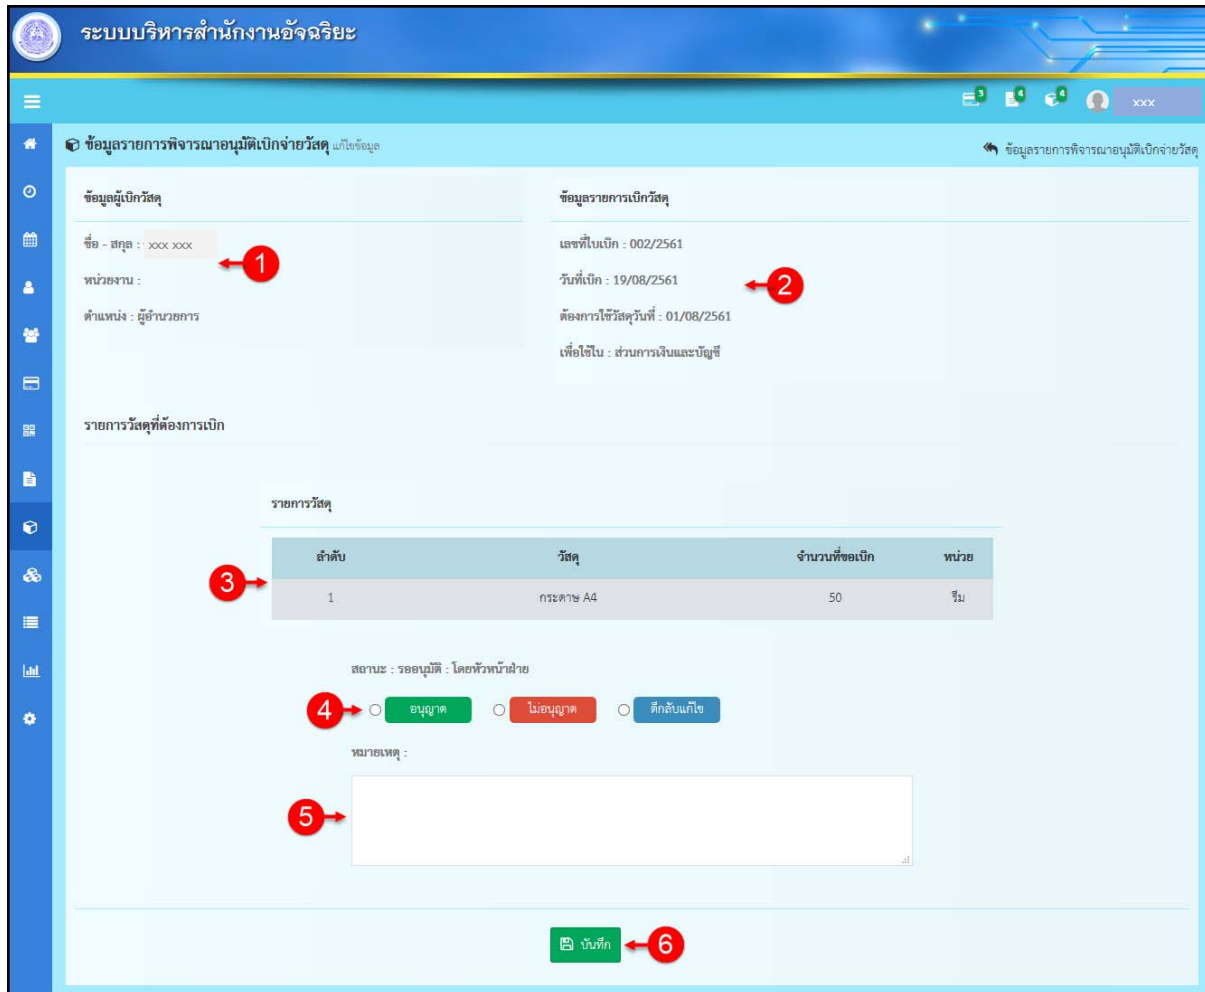 ระบบบริหารสำนักงานอัจฉริยะ
3 4 4 xxx
ข้อมูลรายการพิจารณาอนุมัติเบิกจ่ายวัสดุ แก้ไขข้อมูล
ข้อมูลรายการพิจารณาอนุมัติเบิกจ่ายวัสดุ
ข้อมูลผู้เบิกวัสดุ
ชื่อ - สกุล : xxx xxx
1
หน่วยงาน :
ตำแหน่ง : ผู้อำนวยการ
ข้อมูลรายการเบิกวัสดุ
เลขที่ใบเบิก : 002/2561
วันที่เบิก : 19/08/2561
2
ต้องการใช้วัสดุวันที่ : 01/08/2561
เพื่อใช้ใน : ส่วนการเงินและบัญชี
รายการวัสดุที่ต้องการเบิก
รายการวัสดุ
ลำดับ วัสดุ จำนวนที่ขอเบิก หน่วย
3
1 กระดาษ A4 50 รีม
สถานะ : รออนุมัติ : โดยหัวหน้าฝ่าย
4 อนุญาต ไม่อนุญาต ตีกลับแก้ไข
หมายเหตุ :
5
บันทึก 6